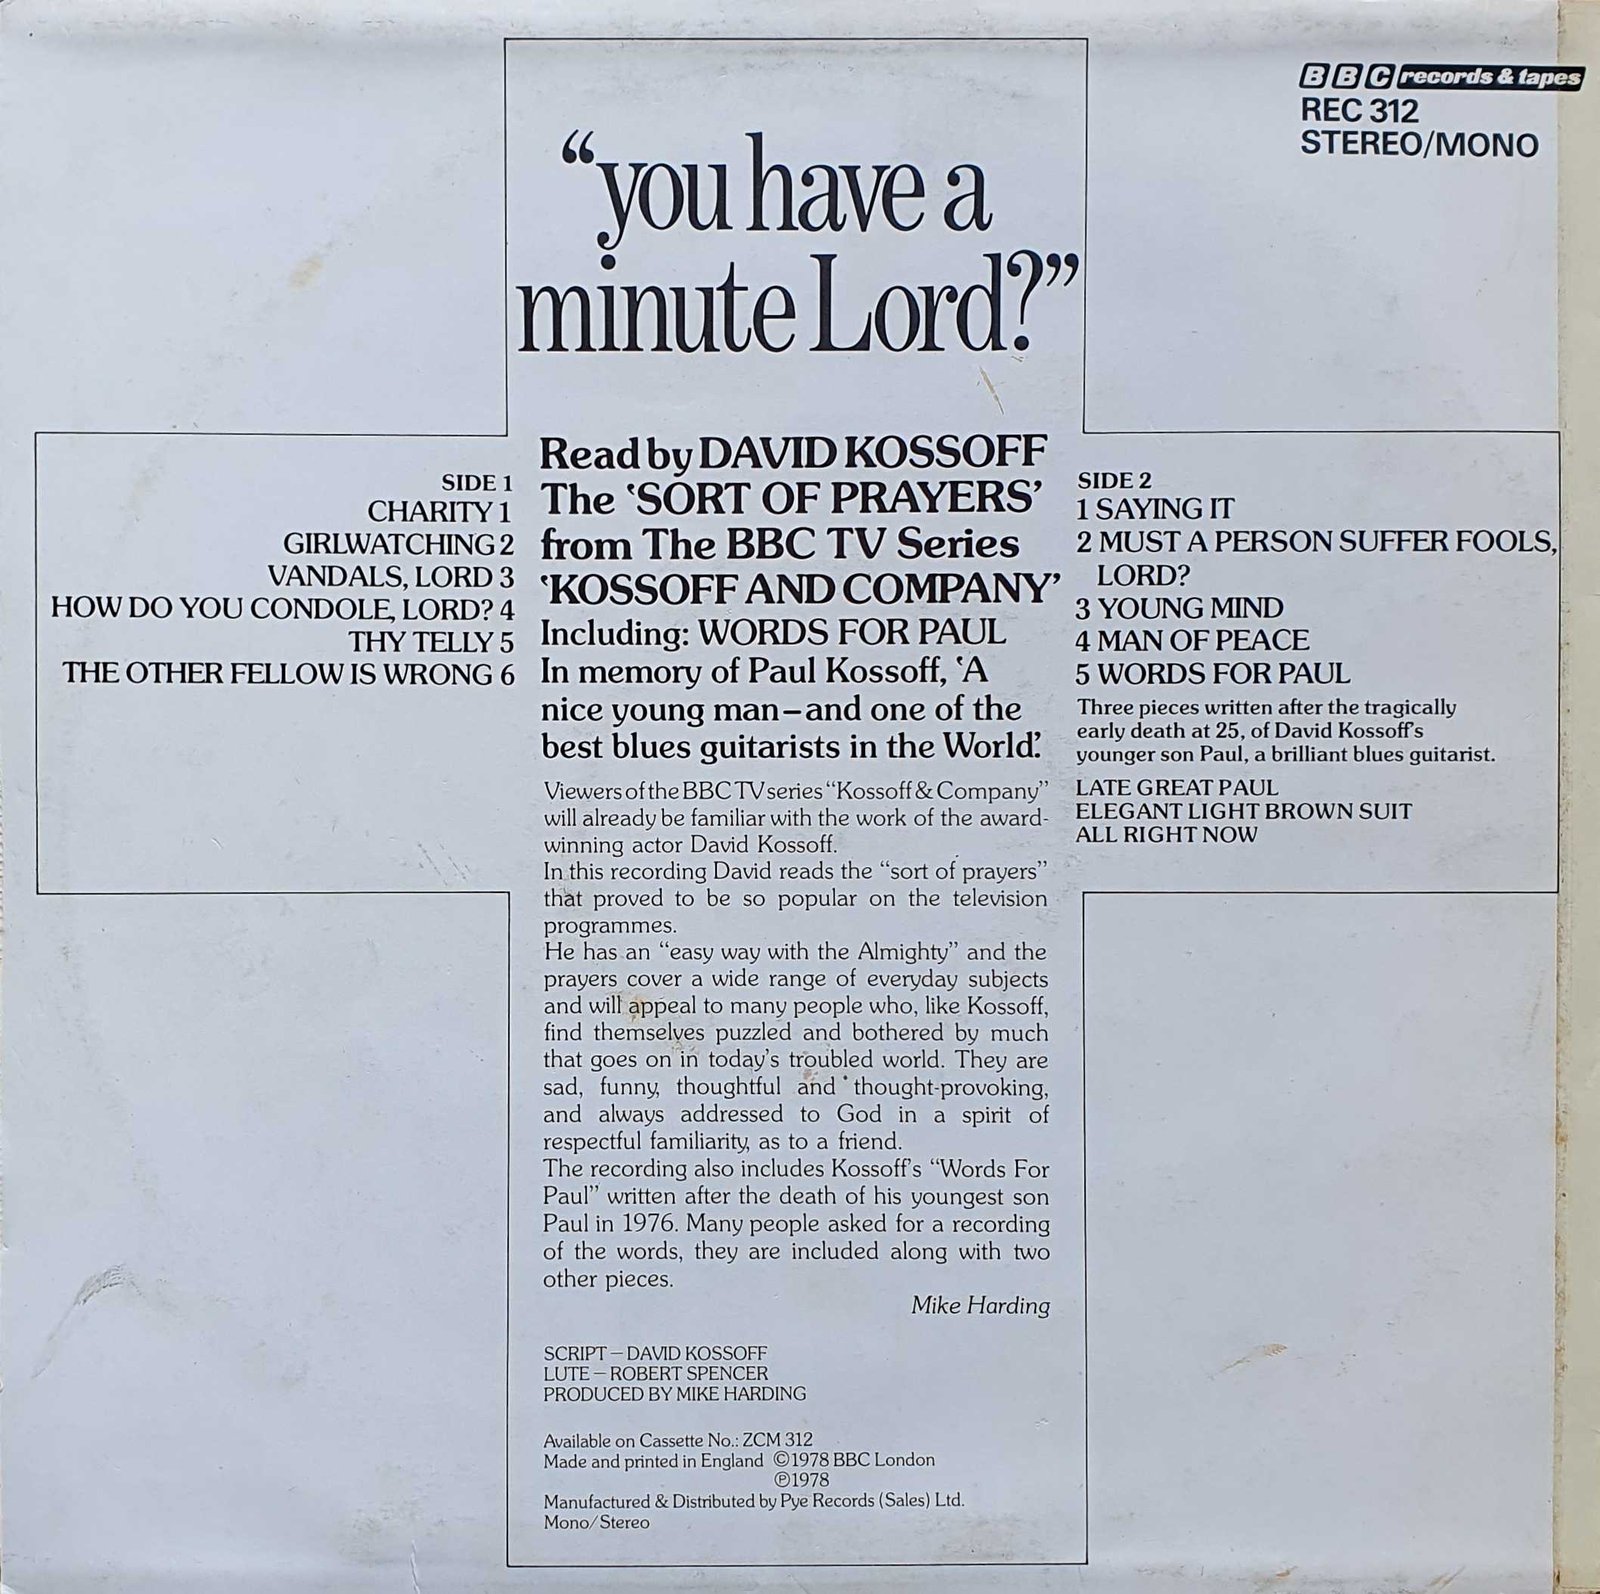 BBC records & tapes
REC 312
STEREO/MONO
“you have a
minute Lord?”
SIDE 1
CHARITY 1
GIRLWATCHING 2
VANDALS, LORD 3
HOW DO YOU CONDOLE, LORD? 4
THY TELLY 5
THE OTHER FELLOW IS WRONG 6
Read by DAVID KOSSOFF
The ‘SORT OF PRAYERS’
from The BBC TV Series
‘KOSSOFF AND COMPANY’
Including: WORDS FOR PAUL
In memory of Paul Kossoff, ‘A
nice young man – and one of the
best blues guitarists in the World’.
Viewers of the BBC TV series “Kossoff & Company”
will already be familiar with the work of the award-
winning actor David Kossoff.
In this recording David reads the “sort of prayers”
that proved to be so popular on the television
programmes.
He has an “easy way with the Almighty” and the
prayers cover a wide range of everyday subjects
and will appeal to many people who, like Kossoff,
find themselves puzzled and bothered by much
that goes on in today’s troubled world. They are
sad, funny, thoughtful and thought-provoking,
and always addressed to God in a spirit of
respectful familiarity, as to a friend.
The recording also includes Kossoff’s “Words For
Paul” written after the death of his youngest son
Paul in 1976. Many people asked for a recording
of the words, they are included along with two
other pieces.
Mike Harding
SCRIPT – DAVID KOSSOFF
LUTE – ROBERT SPENCER
PRODUCED BY MIKE HARDING
Available on Cassette No.: ZCM 312
Made and printed in England ©1978 BBC London
℗1978
Manufactured & Distributed by Pye Records (Sales) Ltd.
Mono/Stereo
SIDE 2
1 SAYING IT
2 MUST A PERSON SUFFER FOOLS,
LORD?
3 YOUNG MIND
4 MAN OF PEACE
5 WORDS FOR PAUL
Three pieces written after the tragically
early death at 25, of David Kossoff’s
younger son Paul, a brilliant blues guitarist.
LATE GREAT PAUL
ELEGANT LIGHT BROWN SUIT
ALL RIGHT NOW